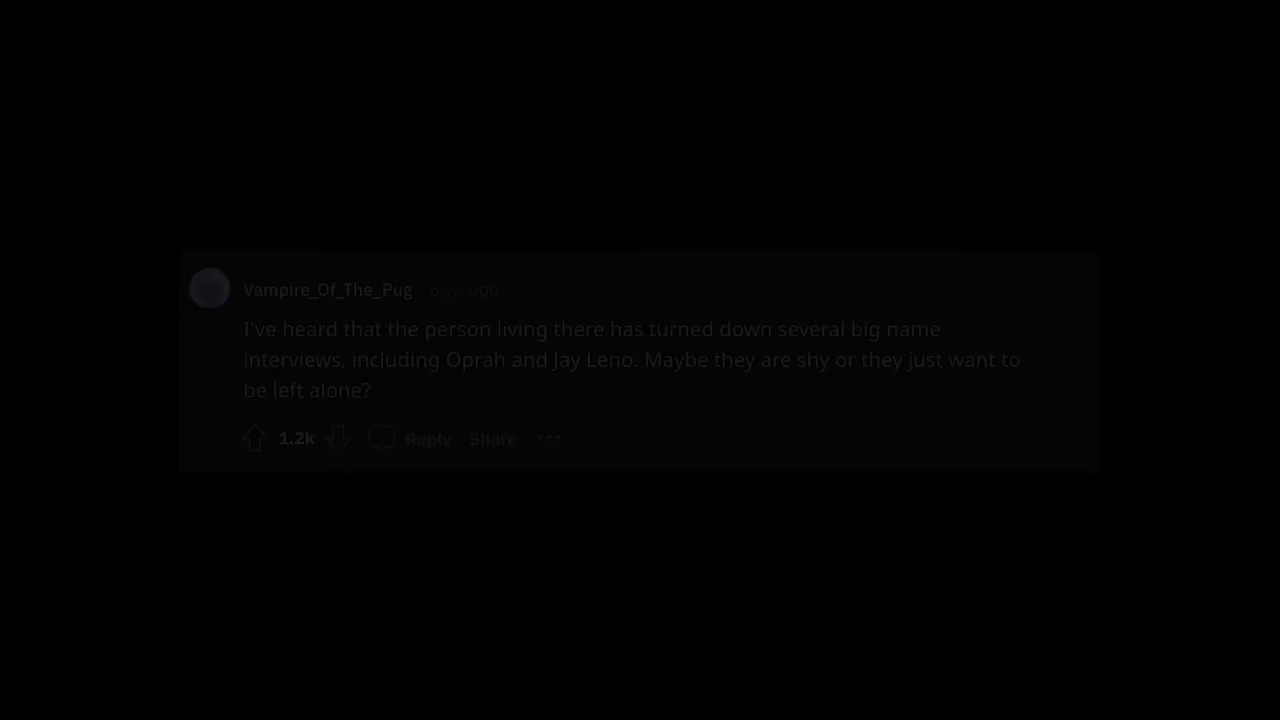 Vampire_Of_The_Pug ago
I've heard that the person living there has turned down several big name
interviews, including Oprah and Jay Leno. Maybe they are shy or they just want to
be left alone?
1.2k Reply Share ...